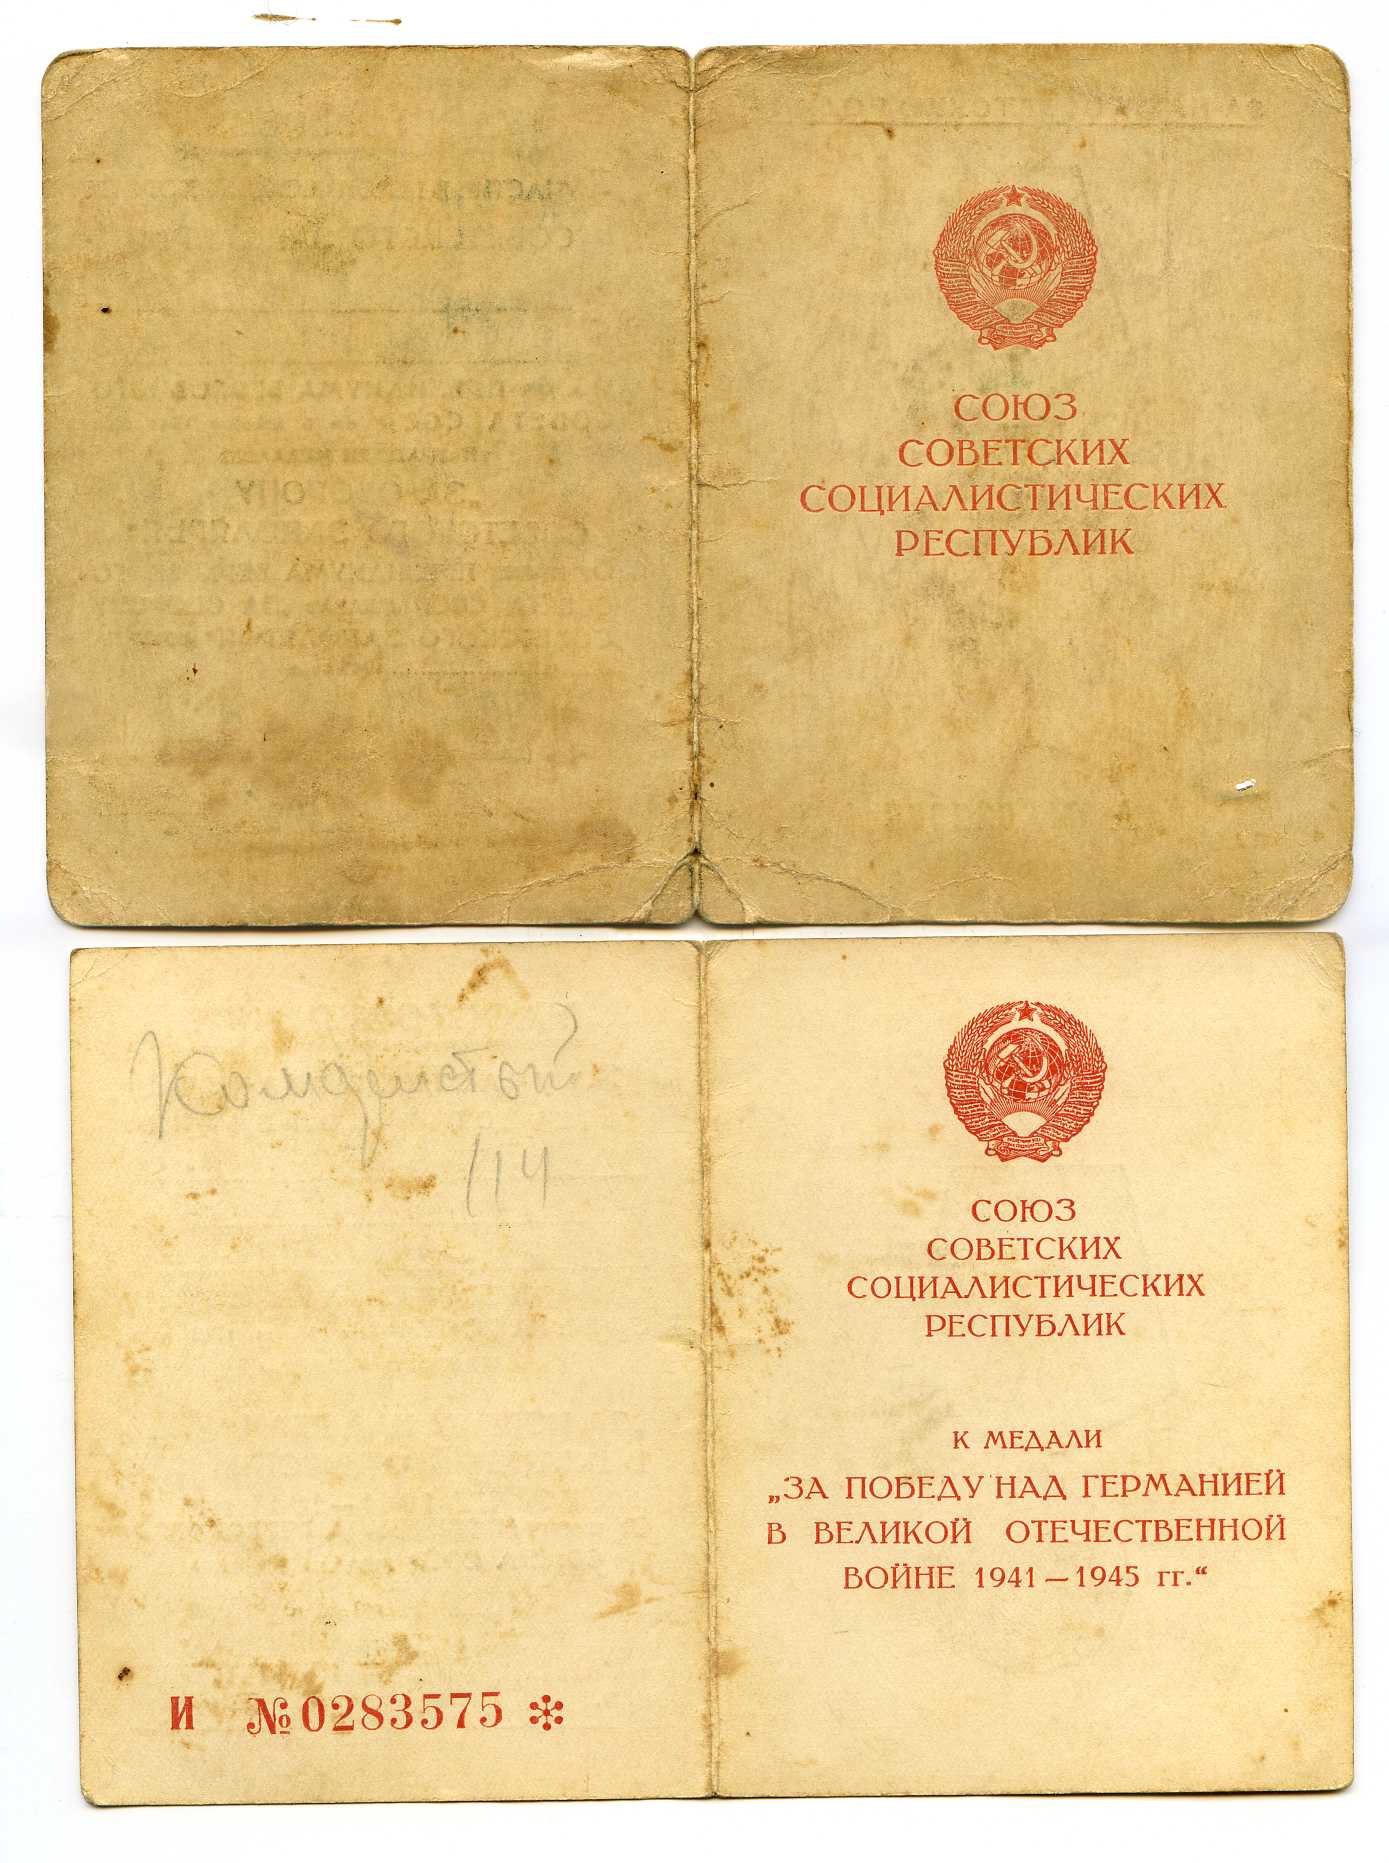 СОЮЗ
СОВЕТСКИХ
СОЦИАЛИСТИЧЕСКИХ
РЕСПУБЛИК
114
И №0283575
СОЮЗ
СОВЕТСКИХ
СОЦИАЛИСТИЧЕСКИХ
РЕСПУБЛИК
К МЕДАЛИ
„ЗА ПОБЕДУ НАД ГЕРМАНИЕЙ
В ВЕЛИКОЙ ОТЕЧЕСТВЕННОЙ
ВОЙНЕ 1941—1945 гг.“